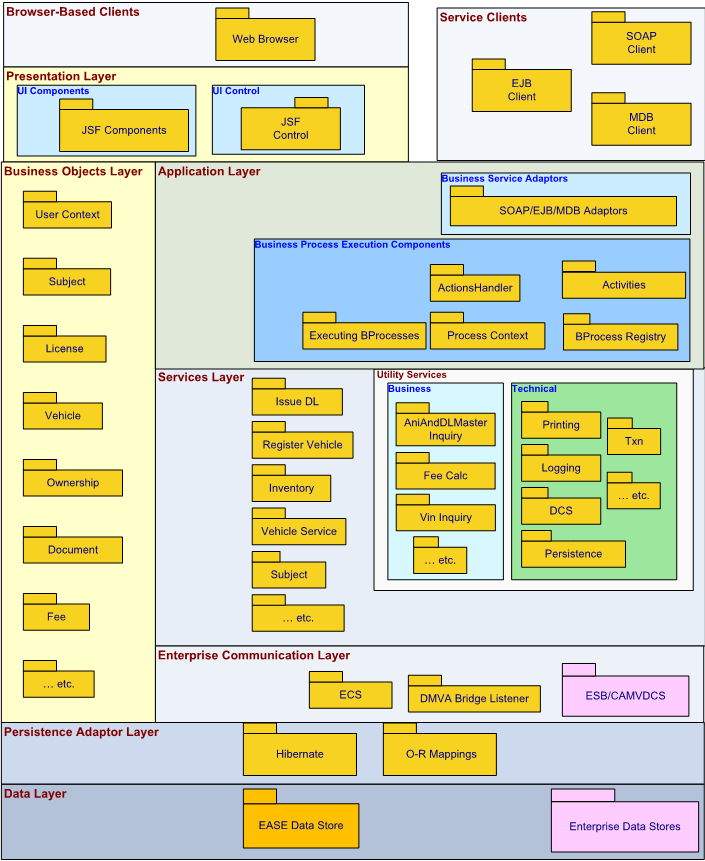 Browser-Based Clients
Web Browser
Service Clients
SOAP
Client
EJB
Client
MDB
Client
Presentation Layer
UI Components
JSF Components
UI Control
JSF
Control
Business Objects Layer
User Context
Subject
License
Vehicle
Ownership
Document
Fee
... etc.
Application Layer
Business Service Adaptors
SOAP/EJB/MDB Adaptors
Business Process Execution Components
ActionsHandler
Activities
Executing BProcesses
Process Context
BProcess Registry
Services Layer
Issue DL
Register Vehicle
Inventory
Vehicle Service
Subject
... etc.
Utility Services
Business
AniAndDLMaster
Inquiry
Fee Calc
Vin Inquiry
... etc.
Technical
Printing
Txn
Logging
... etc.
DCS
Persistence
Enterprise Communication Layer
ECS
DMVA Bridge Listener
ESB/CAMVDCS
Persistence Adaptor Layer
Hibernate
O-R Mappings
Data Layer
EASE Data Store
Enterprise Data Stores